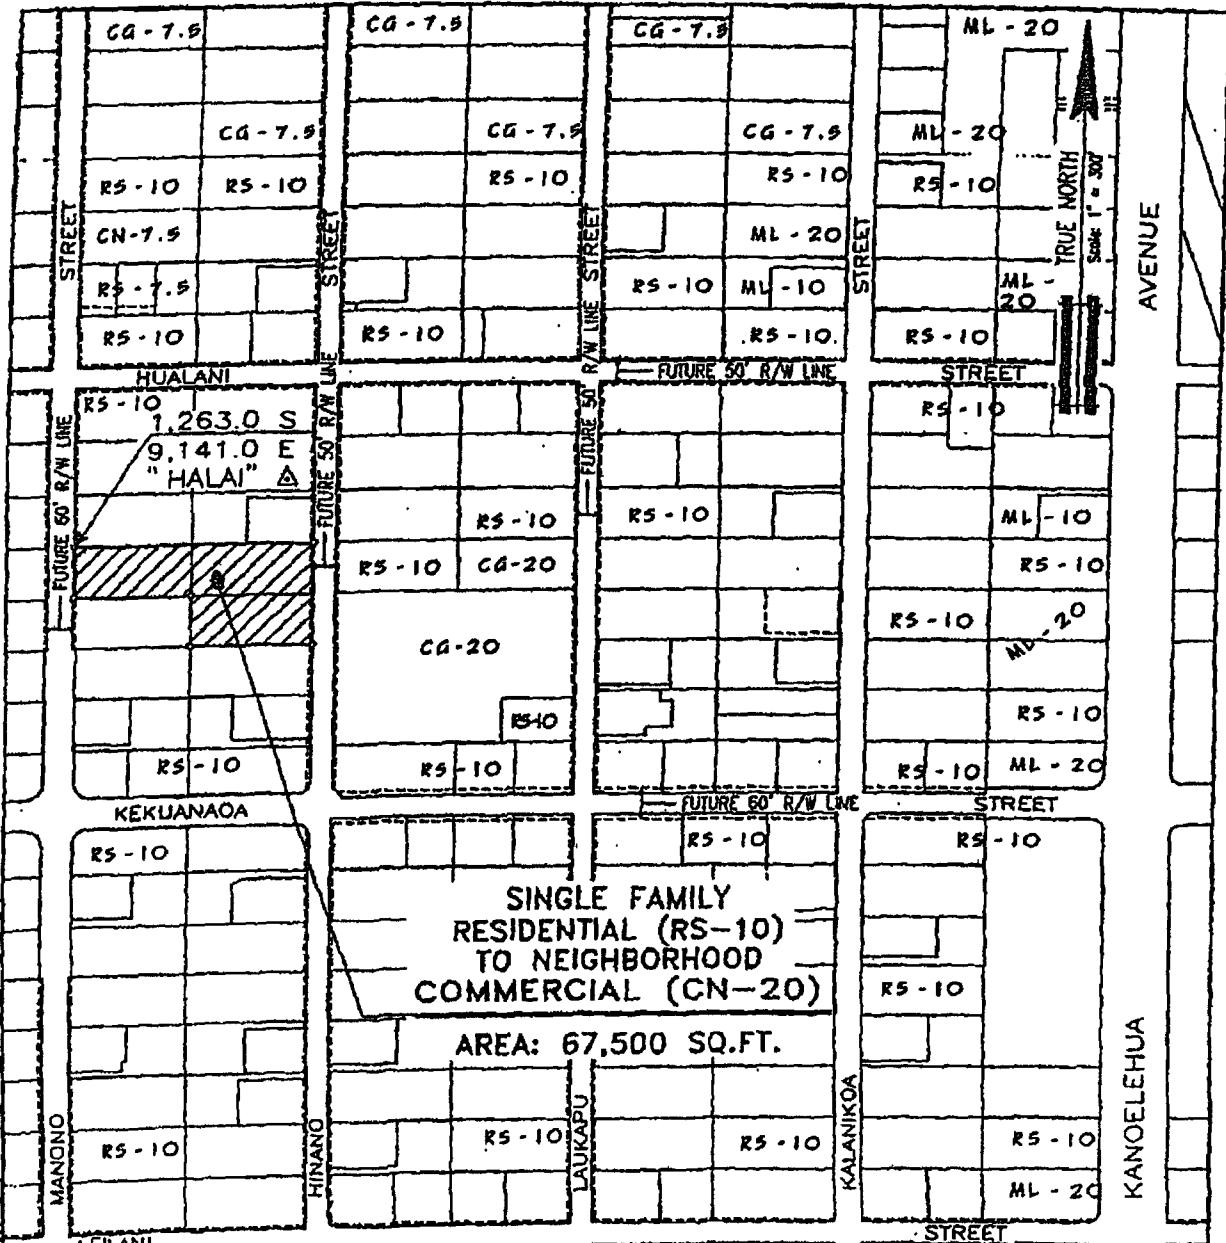 CG - 7.5
CG - 7.5
CG - 7.5
ML - 20
CG - 7.5
CG - 7.5
CG - 7.5
ML - 20
RS - 10
RS - 10
RS - 10
RS - 10
RS - 10
CN-7.5
ML - 20
RS - 7.5
RS - 10
ML - 10
ML - 20
RS - 10
RS - 10
RS - 10
RS - 10
TRUE NORTH
Scale: 1" = 300'
STREET
STREET
STREET
STREET
AVENUE
HUALANI
FUTURE 50' R/W LINE
STREET
RS - 10
1,263.0 S
9,141.0 E
"HALAI"
RS - 10
FUTURE 60' R/W LINE
FUTURE 50' R/W LINE
FUTURE 50' R/W LINE
RS - 10
RS - 10
ML - 10
RS - 10
CG-20
RS - 10
RS - 10
ML - 20
CG-20
RS-10
RS - 10
RS - 10
RS - 10
RS - 10
ML - 20
KEKUANAOA
FUTURE 60' R/W LINE
STREET
RS - 10
RS - 10
RS - 10
SINGLE FAMILY
RESIDENTIAL (RS-10)
TO NEIGHBORHOOD
COMMERCIAL (CN-20)
AREA: 67,500 SQ.FT.
RS - 10
RS - 10
RS - 10
RS - 10
RS - 10
ML - 20
MANONO
HINANO
LAUKAPU
KALANIKOA
KANOELEHUA
STREET